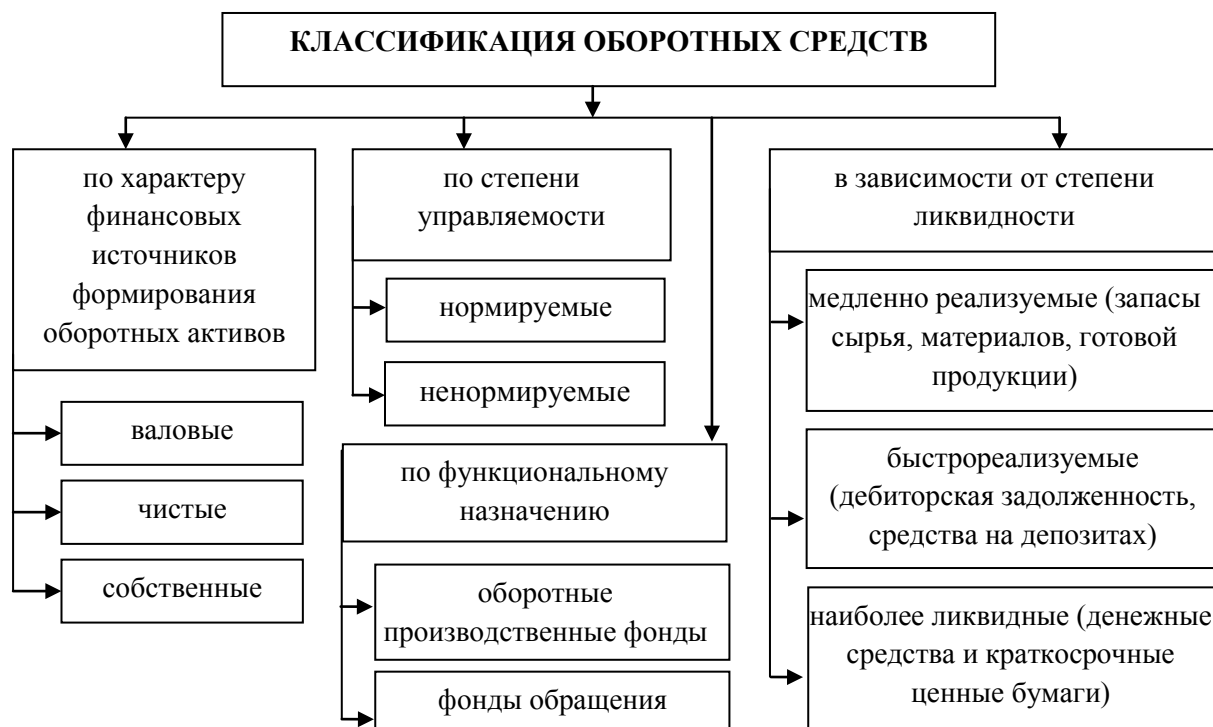 КЛАССИФИКАЦИЯ ОБОРОТНЫХ СРЕДСТВ
по характеру
финансовых
источников
формирования
оборотных активов
валовые
чистые
собственные
по степени
управляемости
нормируемые
ненормируемые
по функциональному
назначению
оборотные
производственные фонды
фонды обращения
в зависимости от степени
ликвидности
медленно реализуемые (запасы
сырья, материалов, готовой
продукции)
быстрореализуемые
(дебиторская задолженность,
средства на депозитах)
наиболее ликвидные (денежные
средства и краткосрочные
ценные бумаги)